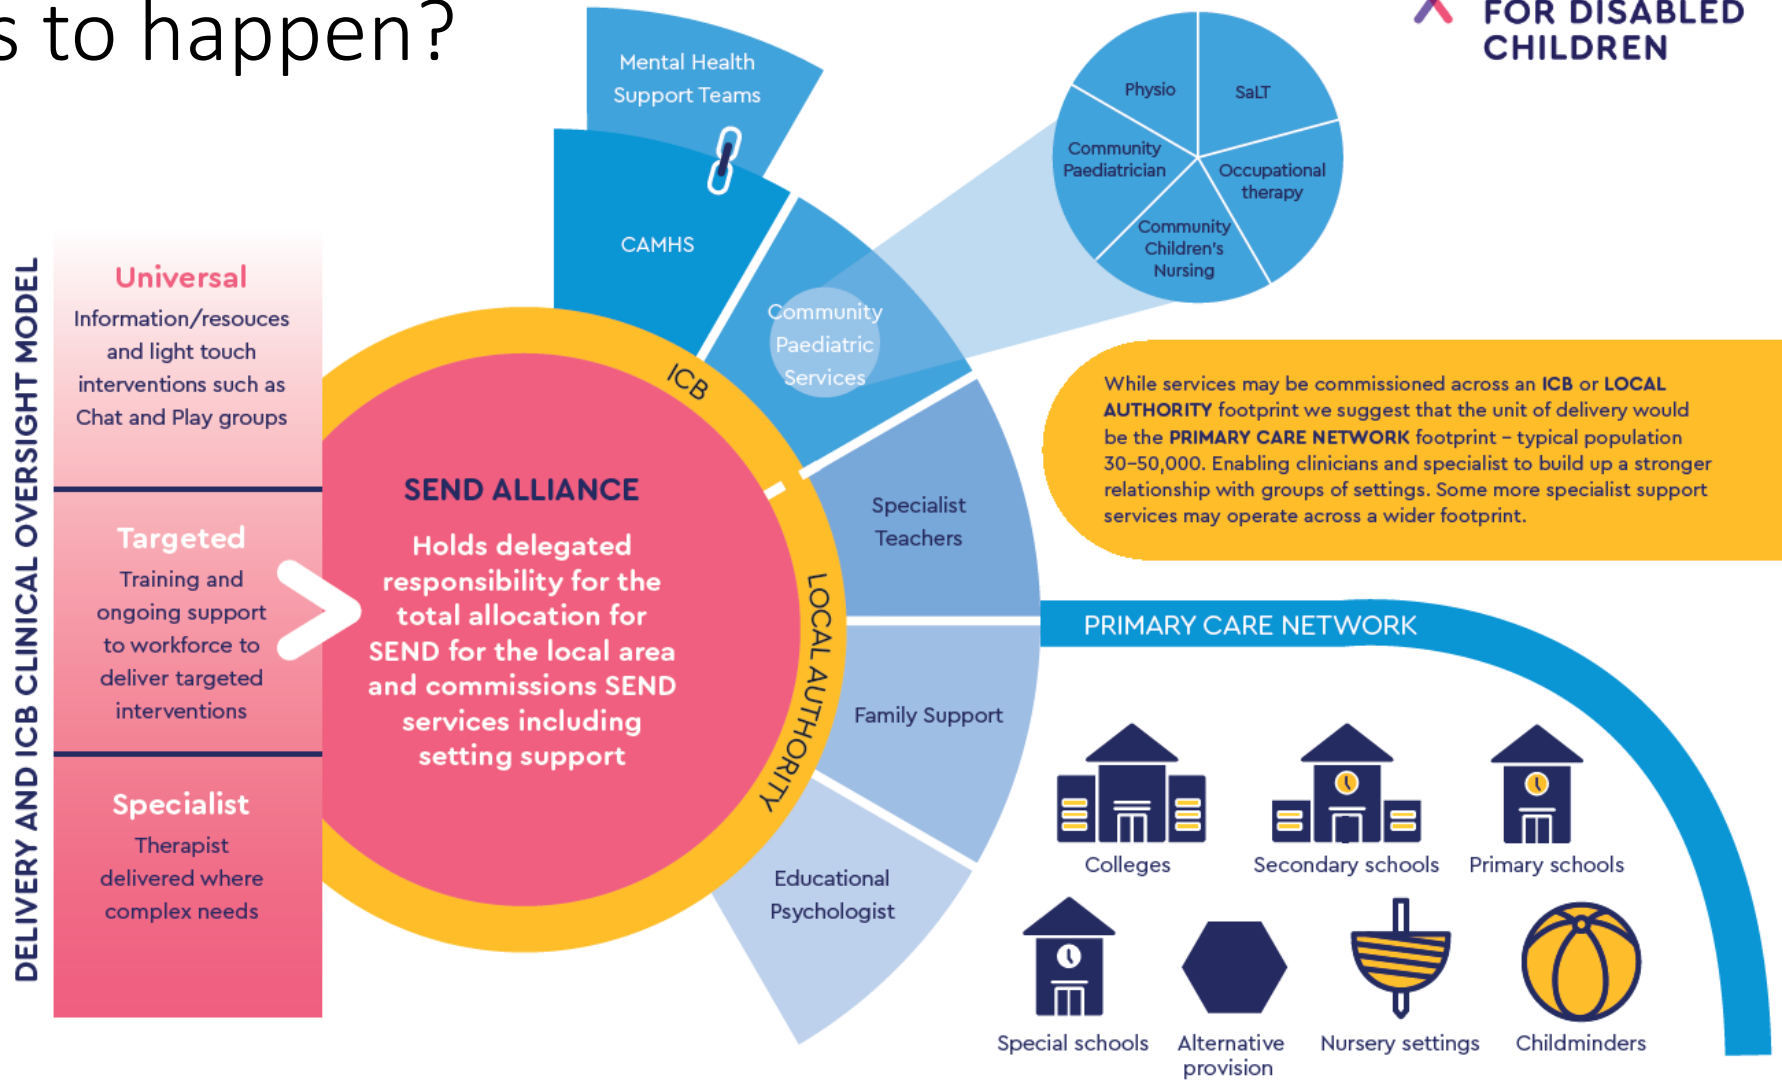 s to happen?
FOR DISABLED
CHILDREN
DELIVERY AND ICB CLINICAL OVERSIGHT MODEL
Universal
Information/resouces
and light touch
interventions such as
Chat and Play groups
Targeted
Training and
ongoing support
to workforce to
deliver targeted
interventions
Specialist
Therapist
delivered where
complex needs
SEND ALLIANCE
Holds delegated
responsibility for the
total allocation for
SEND for the local area
and commissions SEND
services including
setting support
ICB
LOCAL AUTHORITY
Mental Health
Support Teams
CAMHS
Community
Paediatric
Services
Specialist
Teachers
Family Support
Educational
Psychologist
Physio
SaLT
Community
Paediatrician
Occupational
therapy
Community
Children's
Nursing
While services may be commissioned across an ICB or LOCAL
AUTHORITY footprint we suggest that the unit of delivery would
be the PRIMARY CARE NETWORK footprint – typical population
30–50,000. Enabling clinicians and specialist to build up a stronger
relationship with groups of settings. Some more specialist support
services may operate across a wider footprint.
PRIMARY CARE NETWORK
Colleges
Secondary schools
Primary schools
Special schools
Alternative
provision
Nursery settings
Childminders